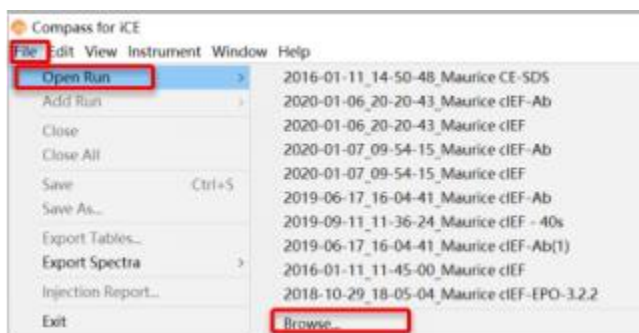 Compass for iCE
File Edit View Instrument Window Help
Open Run
Add Run
Close
Close All
Save Ctrl+S
Save As...
Export Tables...
Export Spectra
Injection Report...
Exit
2016-01-11_14-50-48_Maurice CE-SDS
2020-01-06_20-20-43_Maurice cIEF-Ab
2020-01-06_20-20-43_Maurice cIEF
2020-01-07_09-54-15_Maurice cIEF-Ab
2020-01-07_09-54-15_Maurice cIEF
2019-06-17_16-04-41_Maurice cIEF-Ab
2019-09-11_11-36-24_Maurice cIEF - 40s
2019-06-17_16-04-41_Maurice cIEF-Ab(1)
2016-01-11_11-45-00_Maurice cIEF
2018-10-29_18-05-04_Maurice cIEF-EPO-3.2.2
Browse...